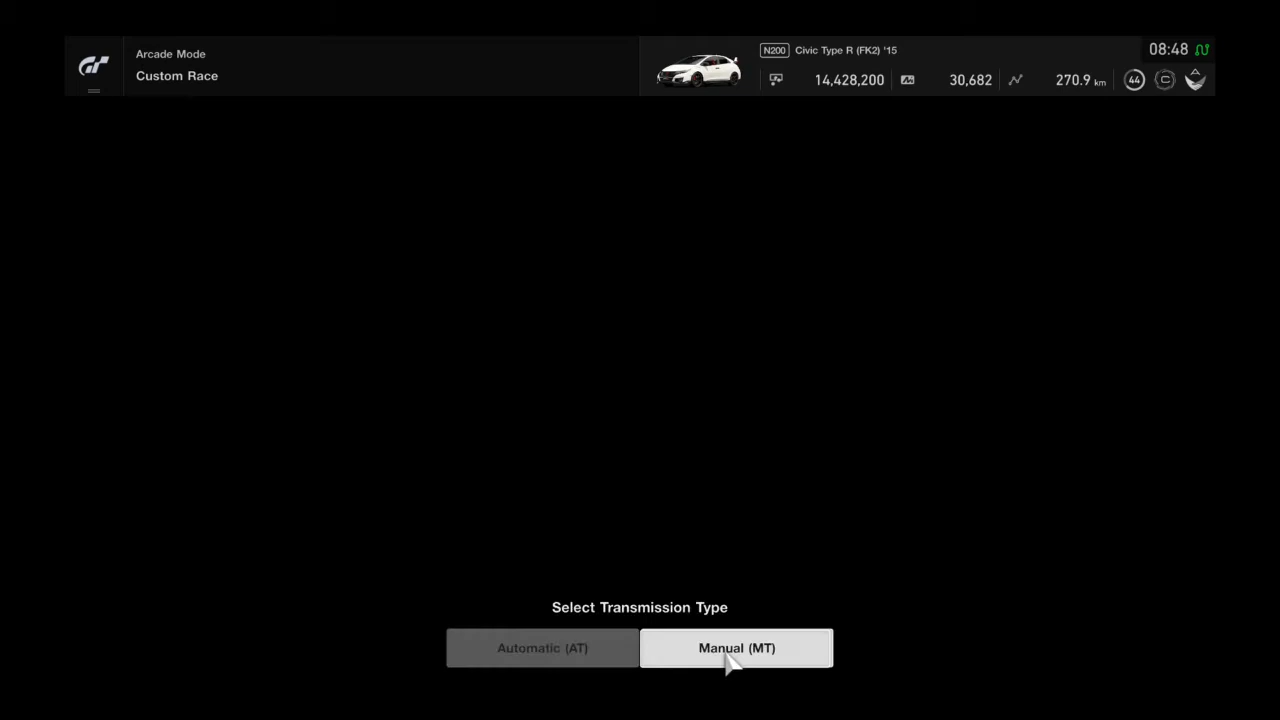 Arcade Mode
Custom Race
N200 Civic Type R (FK2) '15
08:48
14,428,200 30,682 270.9 km 44 C
Select Transmission Type
Automatic (AT) Manual (MT)